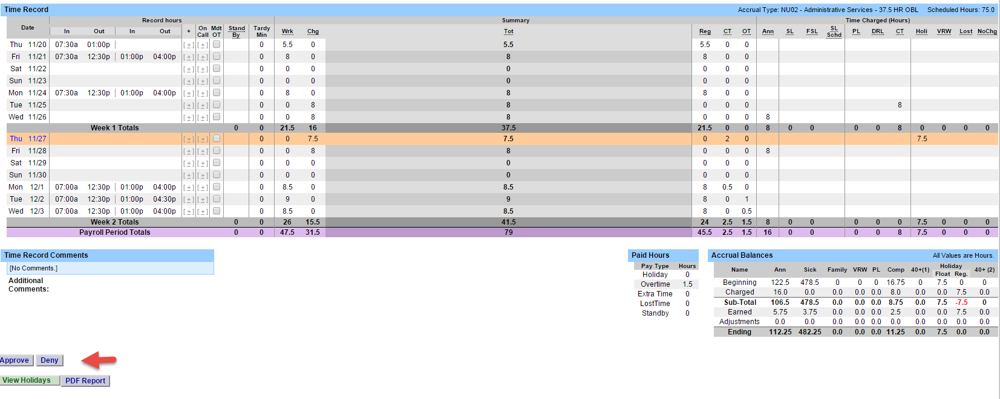 Time Record Accrual Type: NU02 - Administrative Services - 37.5 HR OBL Scheduled Hours: 75.0
Record hours Summary Time Charged (Hours)
Date In Out In Out + On Call Mdt OT Stand By Tardy Min Wrk Chg Tot Reg CT OT Ann SL FSL SL Schd PL DRL CT Holi VRW Lost NoChg
Thu 11/20 07:30a 01:00p [±] [±] 0 5.5 0 5.5 5.5 0 0
Fri 11/21 07:30a 12:30p 01:00p 04:00p [±] [±] 0 8 0 8 8 0 0
Sat 11/22 [±] [±] 0 0 0 0 0 0 0
Sun 11/23 [±] [±] 0 0 0 0 0 0 0
Mon 11/24 07:30a 12:30p 01:00p 04:00p [±] [±] 0 8 0 8 8 0 0
Tue 11/25 [±] [±] 0 0 8 8 0 0 0 8
Wed 11/26 [±] [±] 0 0 8 8 0 0 0 8
Week 1 Totals 0 0 21.5 16 37.5 21.5 0 0 8 0 0 0 0 8 0 0 0 0
Thu 11/27 [±] [±] 0 0 7.5 7.5 0 2 0 7.5
Fri 11/28 [±] [±] 0 0 8 8 0 0 0 8
Sat 11/29 [±] [±] 0 0 0 0 0 0 0
Sun 11/30 [±] [±] 0 0 0 0 0 0 0
Mon 12/1 07:00a 12:30p 01:00p 04:00p [±] [±] 0 8.5 0 8.5 8 0.5 0
Tue 12/2 07:00a 12:30p 01:00p 04:30p [±] [±] 0 9 0 9 8 0 1
Wed 12/3 07:00a 12:30p 01:00p 04:00p [±] [±] 0 8.5 0 8.5 8 0 0.5
Week 2 Totals 0 0 26 15.5 41.5 24 2.5 1.5 8 0 0 0 0 0 7.5 0 0 0
Payroll Period Totals 0 0 47.5 31.5 79 45.5 2.5 1.5 16 0 0 0 0 8 7.5 0 0 0
Time Record Comments
[No Comments.]
Additional
Comments:
Paid Hours
Pay Type Hours
Holiday 0
Overtime 1.5
Extra Time 0
LostTime 0
Standby 0
Accrual Balances All Values are Hours.
Name Ann Sick Family VRW PL Comp 40+(1) Holiday Float Reg. 40+ (2)
Beginning 122.5 478.5 0 0 0 16.75 0 7.5 0 0
Charged 16.0 0.0 0.0 0.0 0.0 8.0 0.0 0.0 7.5 0.0
Sub-Total 106.5 478.5 0.0 0.0 0.0 8.75 0.0 7.5 -7.5 0
Earned 5.75 3.75 0.0 0.0 0.0 2.5 0.0 0.0 7.5 0.0
Adjustments 0.0 0.0 0.0 0.0 0.0 0.0 0.0 0.0 0.0 0.0
Ending 112.25 482.25 0.0 0.0 0.0 11.25 0.0 7.5 0.0 0.0
Approve Deny
View Holidays PDF Report